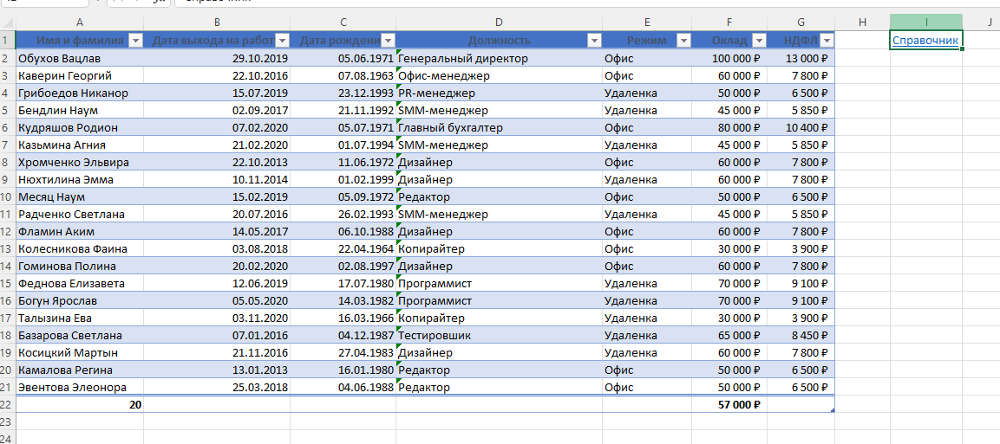 A B C D E F G H I J
1 Имя и фамилия Дата выхода на работ Дата рождени Должность Режим Оклад НДФЛ Справочник
2 Обухов Вацлав 29.10.2019 05.06.1971 Генеральный директор Офис 100 000 ₽ 13 000 ₽
3 Каверин Георгий 22.10.2016 07.08.1963 Офис-менеджер Офис 60 000 ₽ 7 800 ₽
4 Грибоедов Никанор 15.07.2019 23.12.1993 PR-менеджер Удаленка 50 000 ₽ 6 500 ₽
5 Бендлин Наум 02.09.2017 21.11.1992 SMM-менеджер Удаленка 45 000 ₽ 5 850 ₽
6 Кудряшов Родион 07.02.2020 05.07.1971 Главный бухгалтер Офис 80 000 ₽ 10 400 ₽
7 Казьмина Агния 21.02.2020 01.07.1994 SMM-менеджер Удаленка 45 000 ₽ 5 850 ₽
8 Хромченко Эльвира 22.10.2013 11.06.1972 Дизайнер Офис 60 000 ₽ 7 800 ₽
9 Нюхтилина Эмма 10.11.2014 01.02.1999 Дизайнер Удаленка 60 000 ₽ 7 800 ₽
10 Месяц Наум 15.02.2019 05.09.1972 Редактор Офис 50 000 ₽ 6 500 ₽
11 Радченко Светлана 20.07.2016 26.02.1993 SMM-менеджер Удаленка 45 000 ₽ 5 850 ₽
12 Фламин Аким 14.05.2017 06.10.1988 Дизайнер Офис 60 000 ₽ 7 800 ₽
13 Колесникова Фаина 03.08.2018 22.04.1964 Копирайтер Офис 30 000 ₽ 3 900 ₽
14 Гоминова Полина 20.02.2020 02.08.1997 Дизайнер Офис 60 000 ₽ 7 800 ₽
15 Феднова Елизавета 12.06.2019 17.07.1980 Программист Удаленка 70 000 ₽ 9 100 ₽
16 Богун Ярослав 05.05.2020 14.03.1982 Программист Удаленка 70 000 ₽ 9 100 ₽
17 Талызина Ева 03.11.2020 16.03.1966 Копирайтер Удаленка 30 000 ₽ 3 900 ₽
18 Базарова Светлана 07.01.2016 04.12.1987 Тестировшик Удаленка 65 000 ₽ 8 450 ₽
19 Косицкий Мартын 21.11.2016 27.04.1983 Дизайнер Удаленка 60 000 ₽ 7 800 ₽
20 Камалова Регина 13.01.2013 16.01.1980 Редактор Офис 50 000 ₽ 6 500 ₽
21 Эвентова Элеонора 25.03.2018 04.06.1988 Редактор Офис 50 000 ₽ 6 500 ₽
22 20 57 000 ₽
23
24